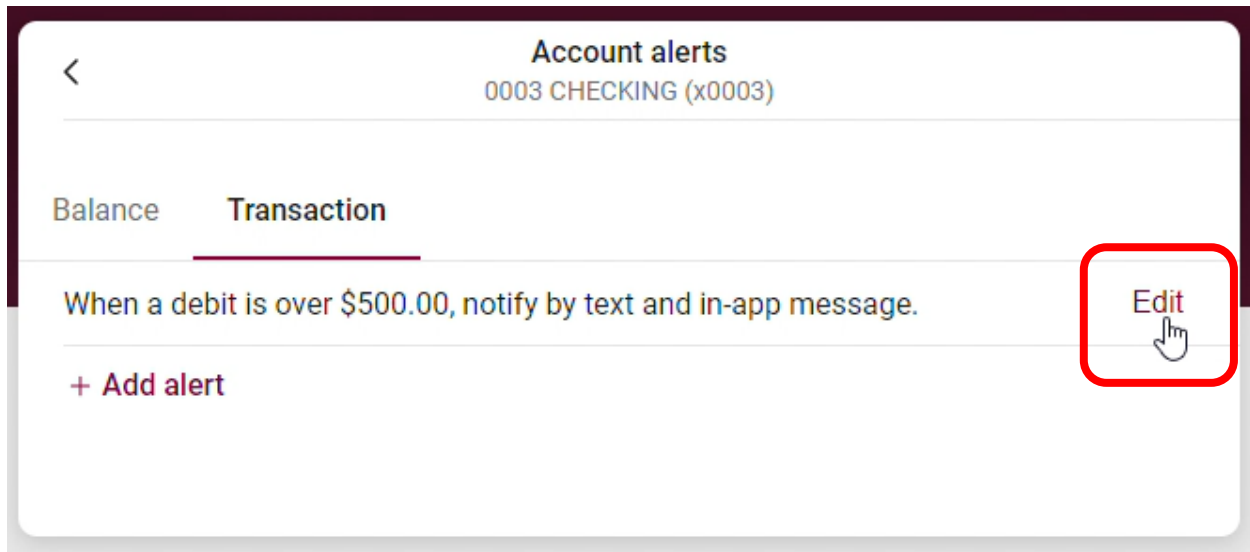 Account alerts
0003 CHECKING (x0003)
Balance Transaction
When a debit is over $500.00, notify by text and in-app message. Edit
+ Add alert